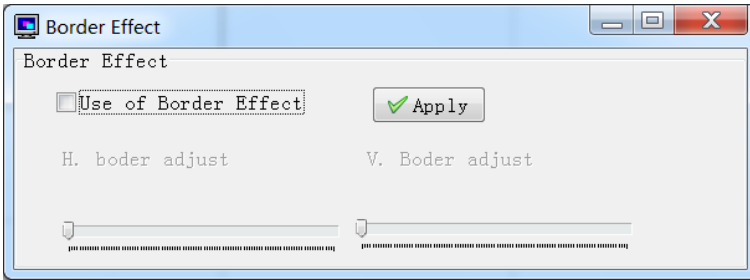 Border Effect
Border Effect
Use of Border Effect
Apply
H. boder adjust
V. Boder adjust